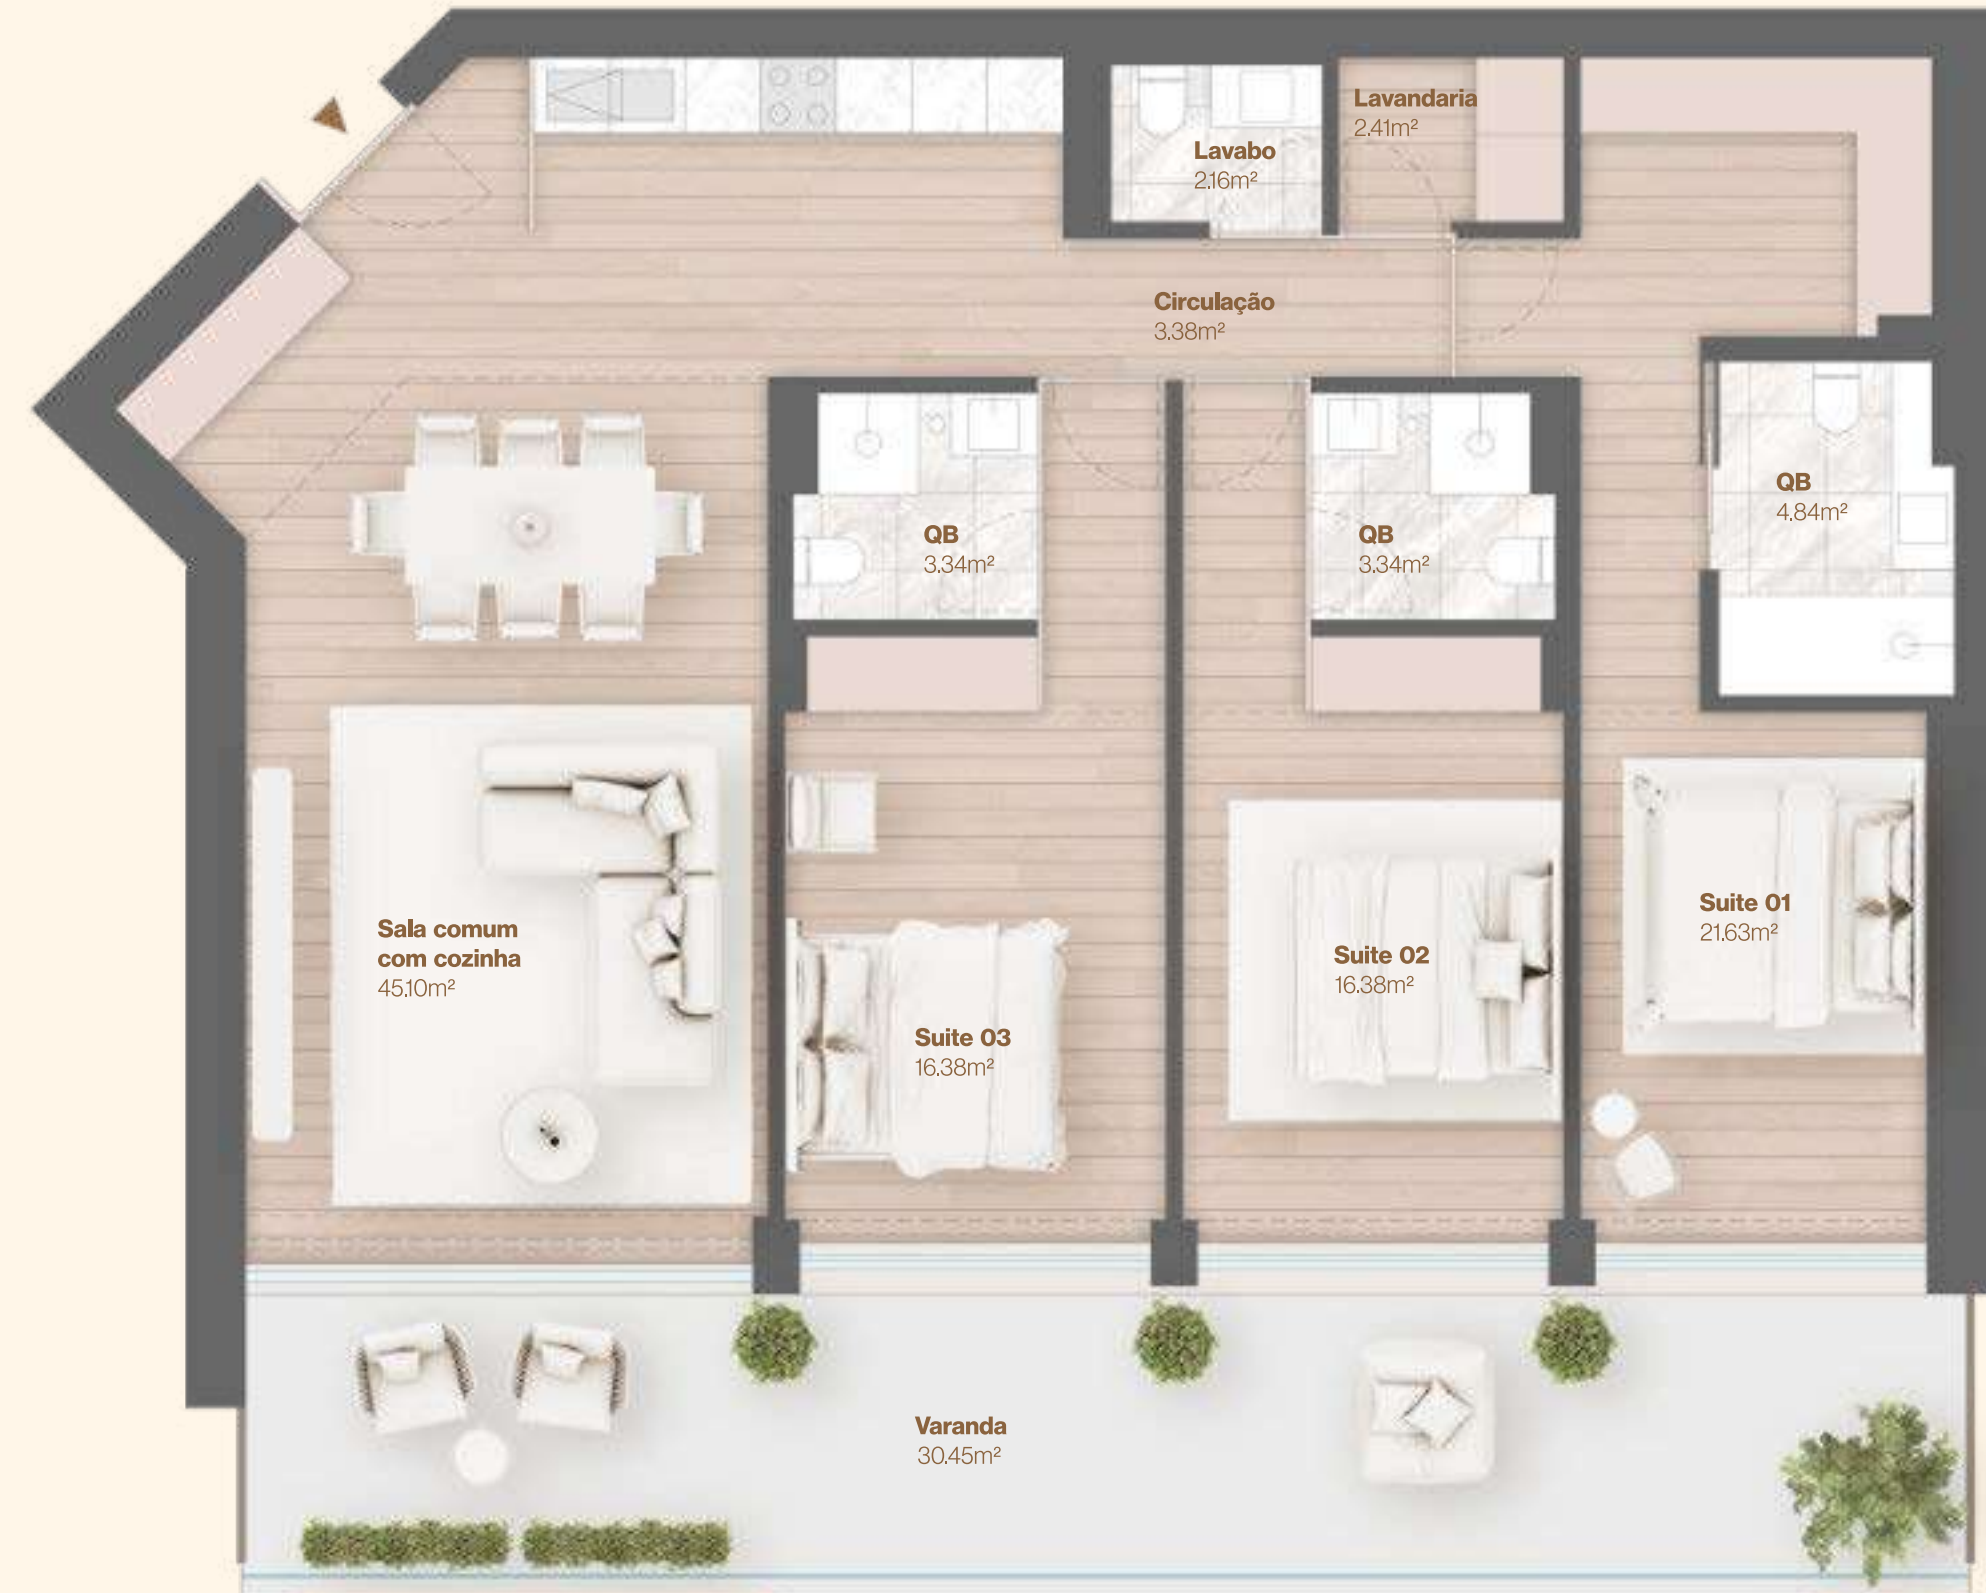 Lavandaria
2.41m²
Lavabo
2.16m²
Circulação
3.38m²
QB
4.84m²
QB
3.34m²
QB
3.34m²
Suite 01
21.63m²
Sala comum
com cozinha
45.10m²
Suite 02
16.38m²
Suite 03
16.38m²
Varanda
30.45m²